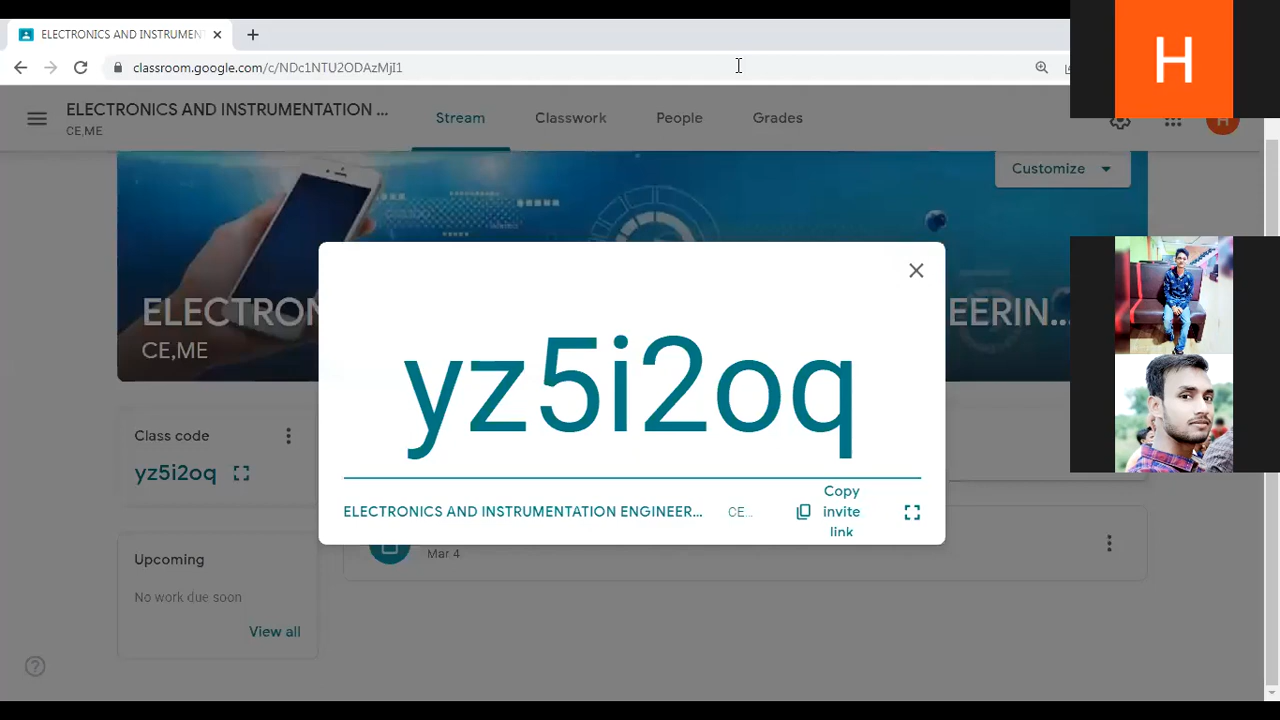 ELECTRONICS AND INSTRUMEN
classroom.google.com/c/NDc1NTU2ODAzMjI1
H
ELECTRONICS AND INSTRUMENTATION ...
CE,ME
Stream
Classwork
People
Grades
H
Customize
ELECTRON
EERIN...
CE,ME
yz5i2oq
Class code
yz5i2oq
ELECTRONICS AND INSTRUMENTATION ENGINEER...
CE...
Copy
invite
link
Mar 4
Upcoming
No work due soon
View all